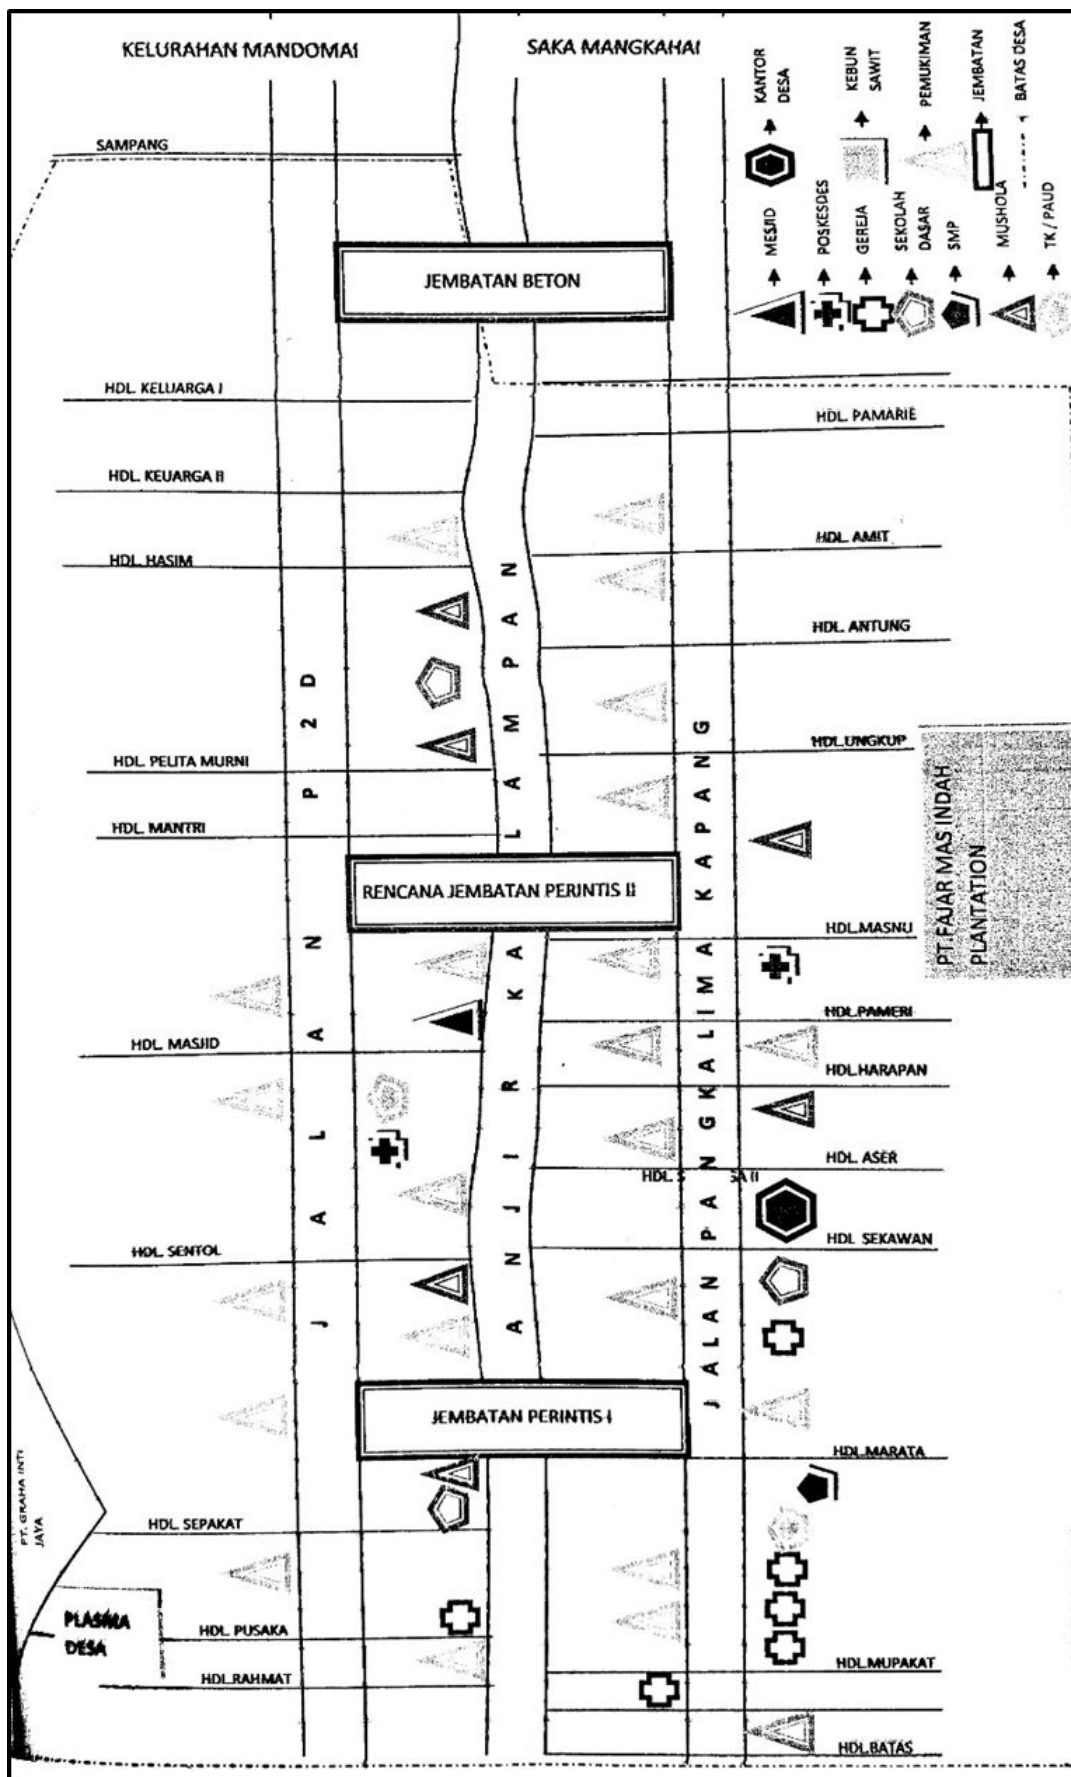 KELURAHAN MANDOMAI
SAKA MANGKAHAI
KANTOR
DESA
KEBUN
SAWIT
PEMUKIMAN
JEMBATAN
BATAS DESA
MESJID
POSKESDES
GEREJA
SEKOLAH
DASAR
SMP
MUSHOLA
TK / PAUD
SAMPANG
JEMBATAN BETON
HDL. KELUARGA I
HDL. PAMARIE
HDL. KEUARGA II
HDL. HASIM
HDL. AMIT
HDL. ANTUNG
HDL. PELITA MURNI
HDL.UNGKUP
HDL. MANTRI
JALAN P2D
ANJIR KALAMPAN
JALAN PANGKALIMA KAPANG
PT.FAJAR MAS INDAH
PLANTATION
RENCANA JEMBATAN PERINTIS II
HDL.MASNU
HDL.PAMERI
HDL. MASJID
HDL.HARAPAN
HDL. ASER
HDL. SENTOL
HDL SEKAWAN
JEMBATAN PERINTIS I
HDL.MARATA
PT. GRAHA INTI
JAYA
HDL. SEPAKAT
PLASMA
DESA
HDL. PUSAKA
HDL.RAHMAT
HDL.MUPAKAT
HDL.BATAS